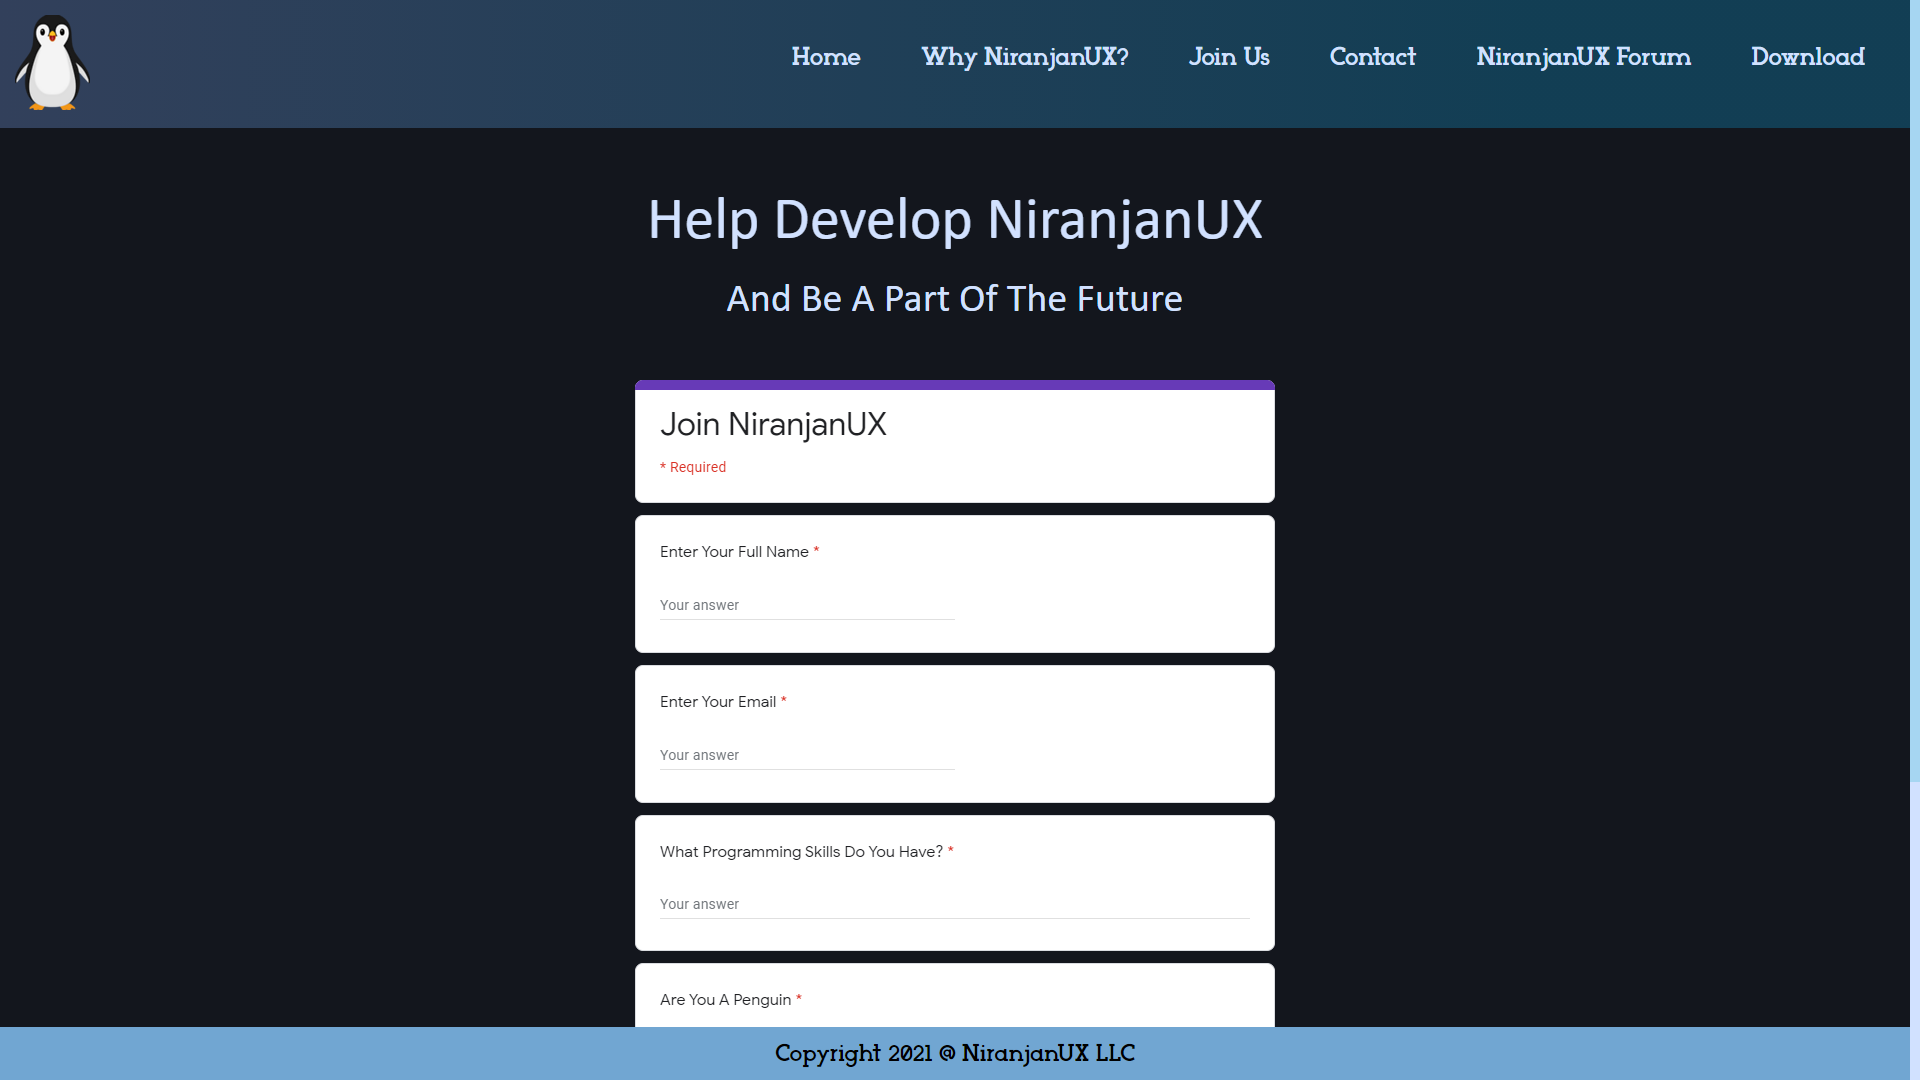 Home Why NiranjanUX? Join Us Contact NiranjanUX Forum Download
Help Develop NiranjanUX
And Be A Part Of The Future
Join NiranjanUX
* Required
Enter Your Full Name *
Your answer
Enter Your Email *
Your answer
What Programming Skills Do You Have? *
Your answer
Are You A Penguin *
Copyright 2021 @ NiranjanUX LLC